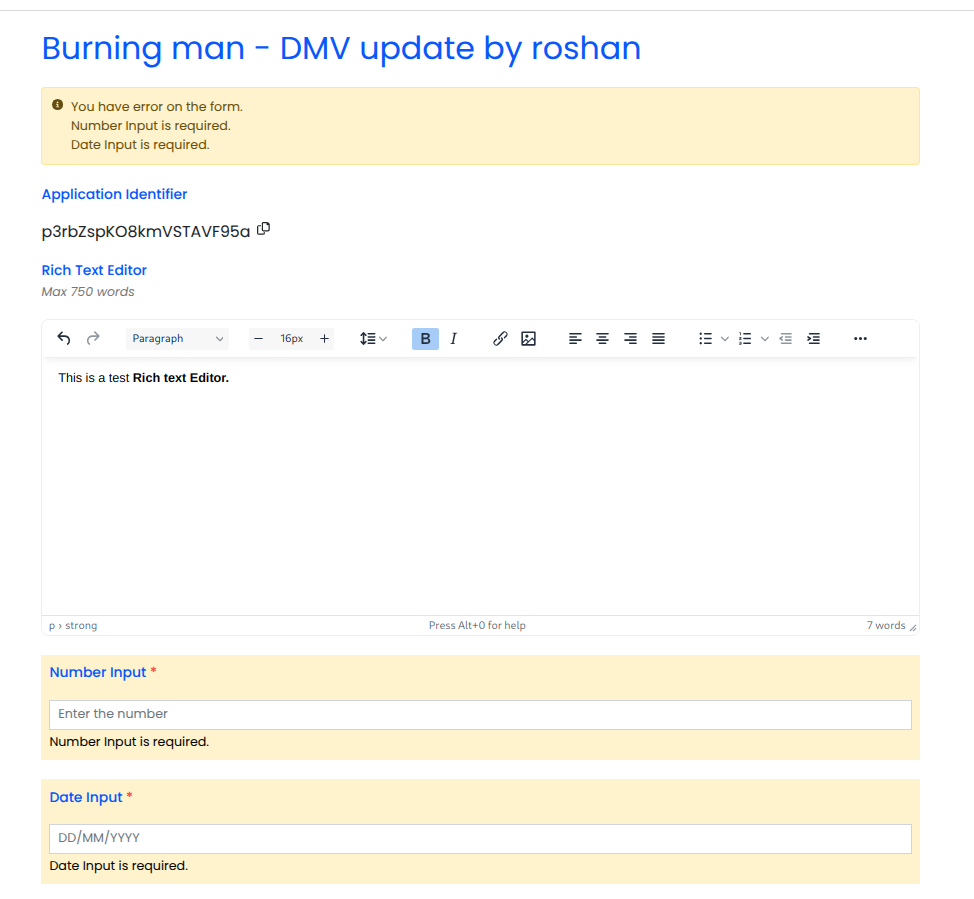 Burning man - DMV update by roshan
You have error on the form.
Number Input is required.
Date Input is required.
Application Identifier
p3rbZspKO8kmVSTAVF95a
Rich Text Editor
Max 750 words
Paragraph − 16px + B I
This is a test Rich text Editor.
p › strong Press Alt+0 for help 7 words
Number Input *
Enter the number
Number Input is required.
Date Input *
DD/MM/YYYY
Date Input is required.